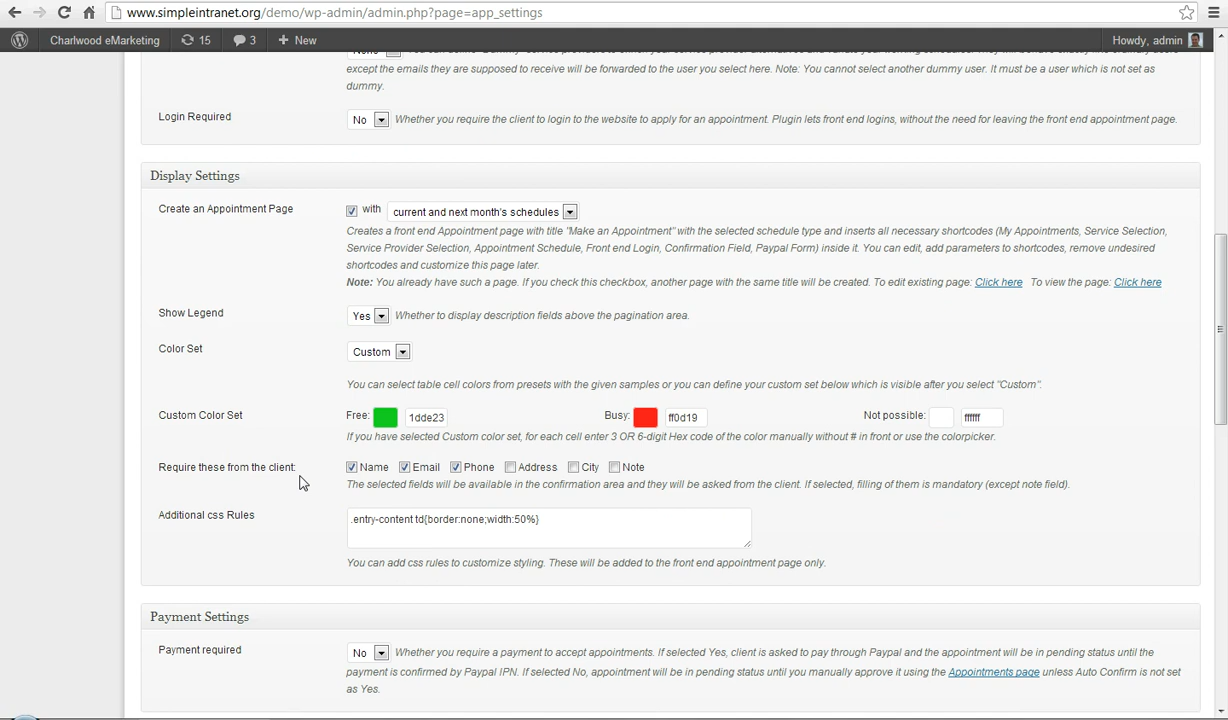 www.simpleintranet.org/demo/wp-admin/admin.php?page=app_settings
Charlwood eMarketing 15 3 + New Howdy, admin
except the emails they are supposed to receive will be forwarded to the user you select here. Note: You cannot select another dummy user. It must be a user which is not set as
dummy.
Login Required No Whether you require the client to login to the website to apply for an appointment. Plugin lets front end logins, without the need for leaving the front end appointment page.
Display Settings
Create an Appointment Page with current and next month's schedules
Creates a front end Appointment page with title "Make an Appointment" with the selected schedule type and inserts all necessary shortcodes (My Appointments, Service Selection,
Service Provider Selection, Appointment Schedule, Front end Login, Confirmation Field, Paypal Form) inside it. You can edit, add parameters to shortcodes, remove undesired
shortcodes and customize this page later.
Note: You already have such a page. If you check this checkbox, another page with the same title will be created. To edit existing page: Click here To view the page: Click here
Show Legend Yes Whether to display description fields above the pagination area.
Color Set Custom
You can select table cell colors from presets with the given samples or you can define your custom set below which is visible after you select "Custom".
Custom Color Set Free: 1dde23 Busy: ff0d19 Not possible: ffffff
If you have selected Custom color set, for each cell enter 3 OR 6-digit Hex code of the color manually without # in front or use the colorpicker.
Require these from the client: Name Email Phone Address City Note
The selected fields will be available in the confirmation area and they will be asked from the client. If selected, filling of them is mandatory (except note field).
Additional css Rules .entry-content td{border:none;width:50%}
You can add css rules to customize styling. These will be added to the front end appointment page only.
Payment Settings
Payment required No Whether you require a payment to accept appointments. If selected Yes, client is asked to pay through Paypal and the appointment will be in pending status until the
payment is confirmed by Paypal IPN. If selected No, appointment will be in pending status until you manually approve it using the Appointments page unless Auto Confirm is not set
as Yes.